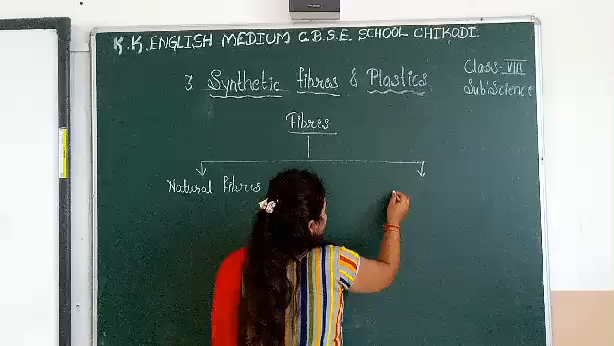 K.K. ENGLISH MEDIUM C.B.S.E. SCHOOL CHIKODI.
Class:- VIII
3. Synthetic fibres & Plastics
Sub:Science
Fibres
Natural Fibres